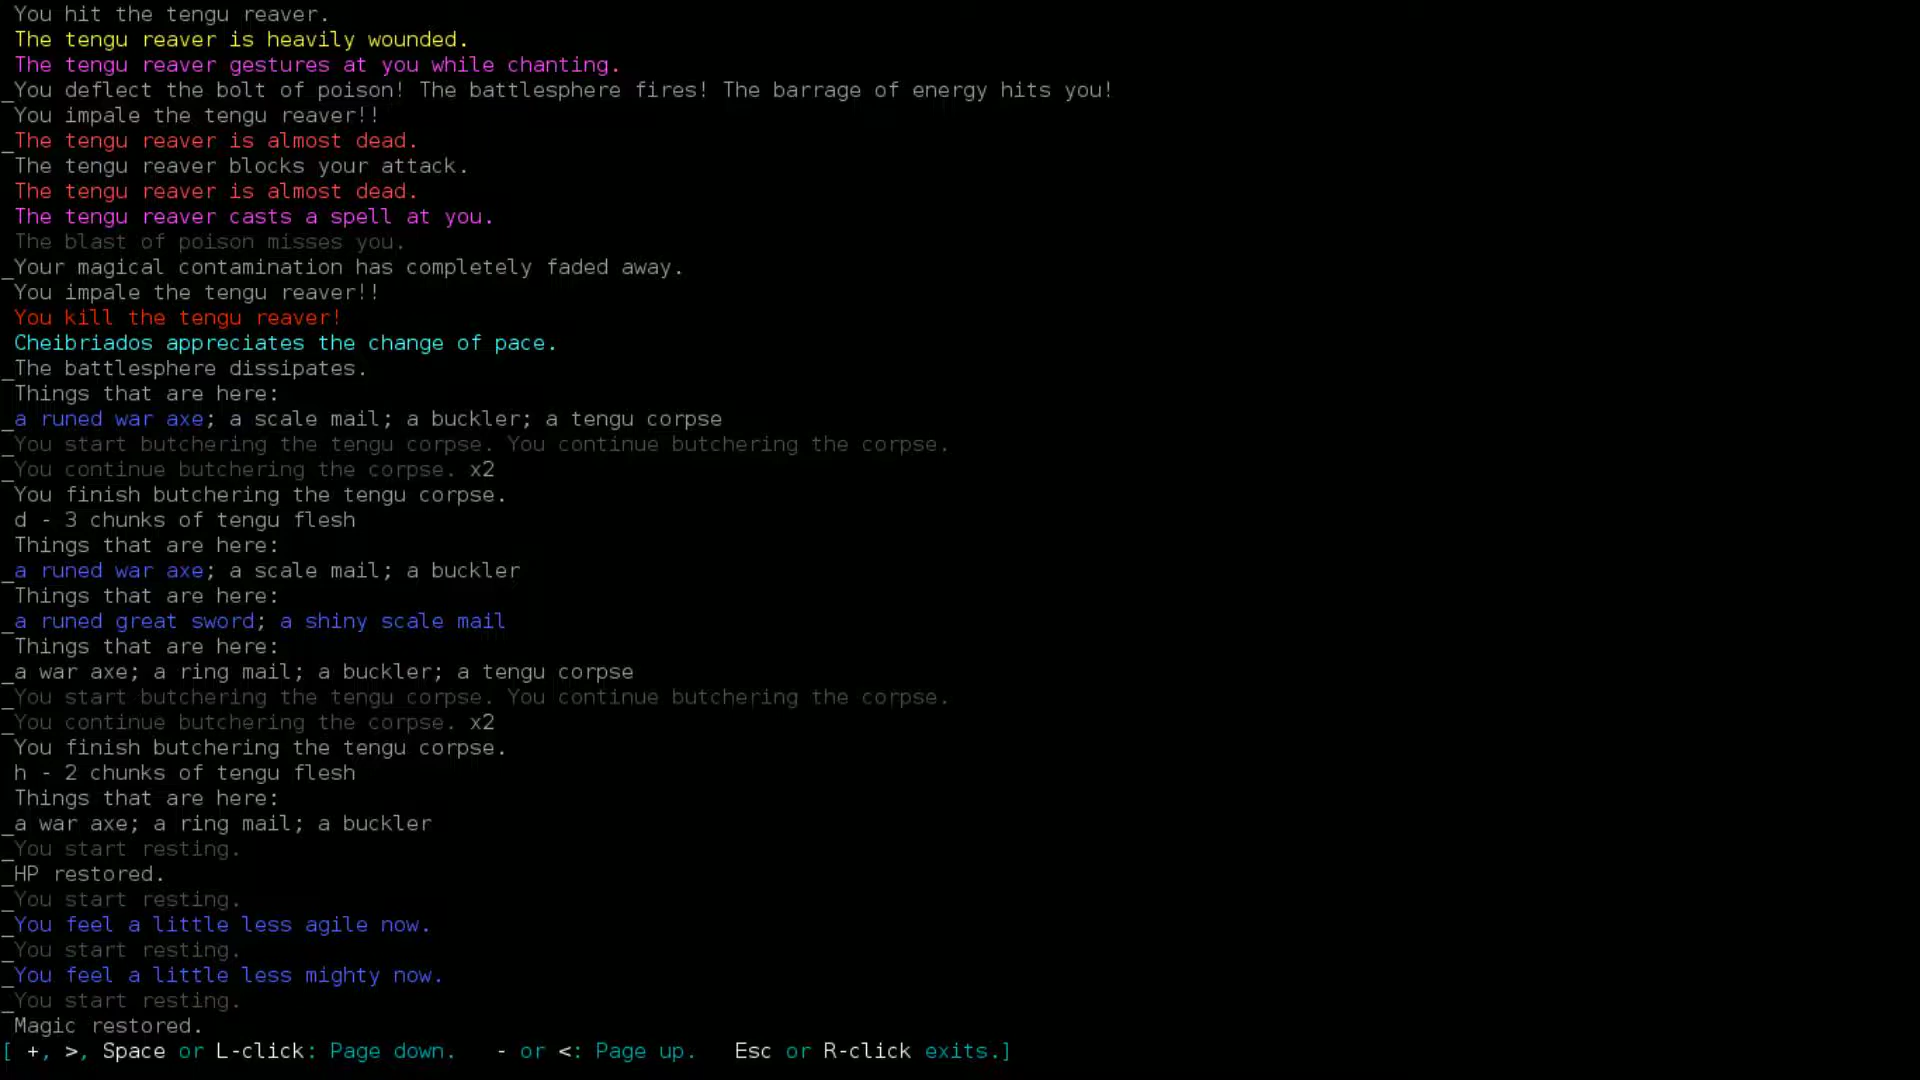 You hit the tengu reaver.
The tengu reaver is heavily wounded.
The tengu reaver gestures at you while chanting.
_You deflect the bolt of poison! The battlesphere fires! The barrage of energy hits you!
You impale the tengu reaver!!
_The tengu reaver is almost dead.
The tengu reaver blocks your attack.
The tengu reaver is almost dead.
The tengu reaver casts a spell at you.
The blast of poison misses you.
_Your magical contamination has completely faded away.
You impale the tengu reaver!!
You kill the tengu reaver!
Cheibriados appreciates the change of pace.
_The battlesphere dissipates.
Things that are here:
_a runed war axe; a scale mail; a buckler; a tengu corpse
_You start butchering the tengu corpse. You continue butchering the corpse.
_You continue butchering the corpse. x2
You finish butchering the tengu corpse.
d - 3 chunks of tengu flesh
Things that are here:
_a runed war axe; a scale mail; a buckler
Things that are here:
_a runed great sword; a shiny scale mail
Things that are here:
_a war axe; a ring mail; a buckler; a tengu corpse
_You start butchering the tengu corpse. You continue butchering the corpse.
_You continue butchering the corpse. x2
You finish butchering the tengu corpse.
h - 2 chunks of tengu flesh
Things that are here:
_a war axe; a ring mail; a buckler
_You start resting.
_HP restored.
_You start resting.
_You feel a little less agile now.
_You start resting.
_You feel a little less mighty now.
_You start resting.
Magic restored.
[ +, >, Space or L-click: Page down.   - or <: Page up.   Esc or R-click exits.]